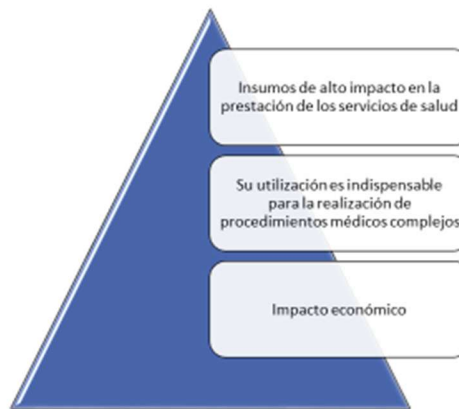 Insumos de alto impacto en la
prestación de los servicios de salud
Su utilización es indispensable
para la realización de
procedimientos médicos complejos
Impacto económico